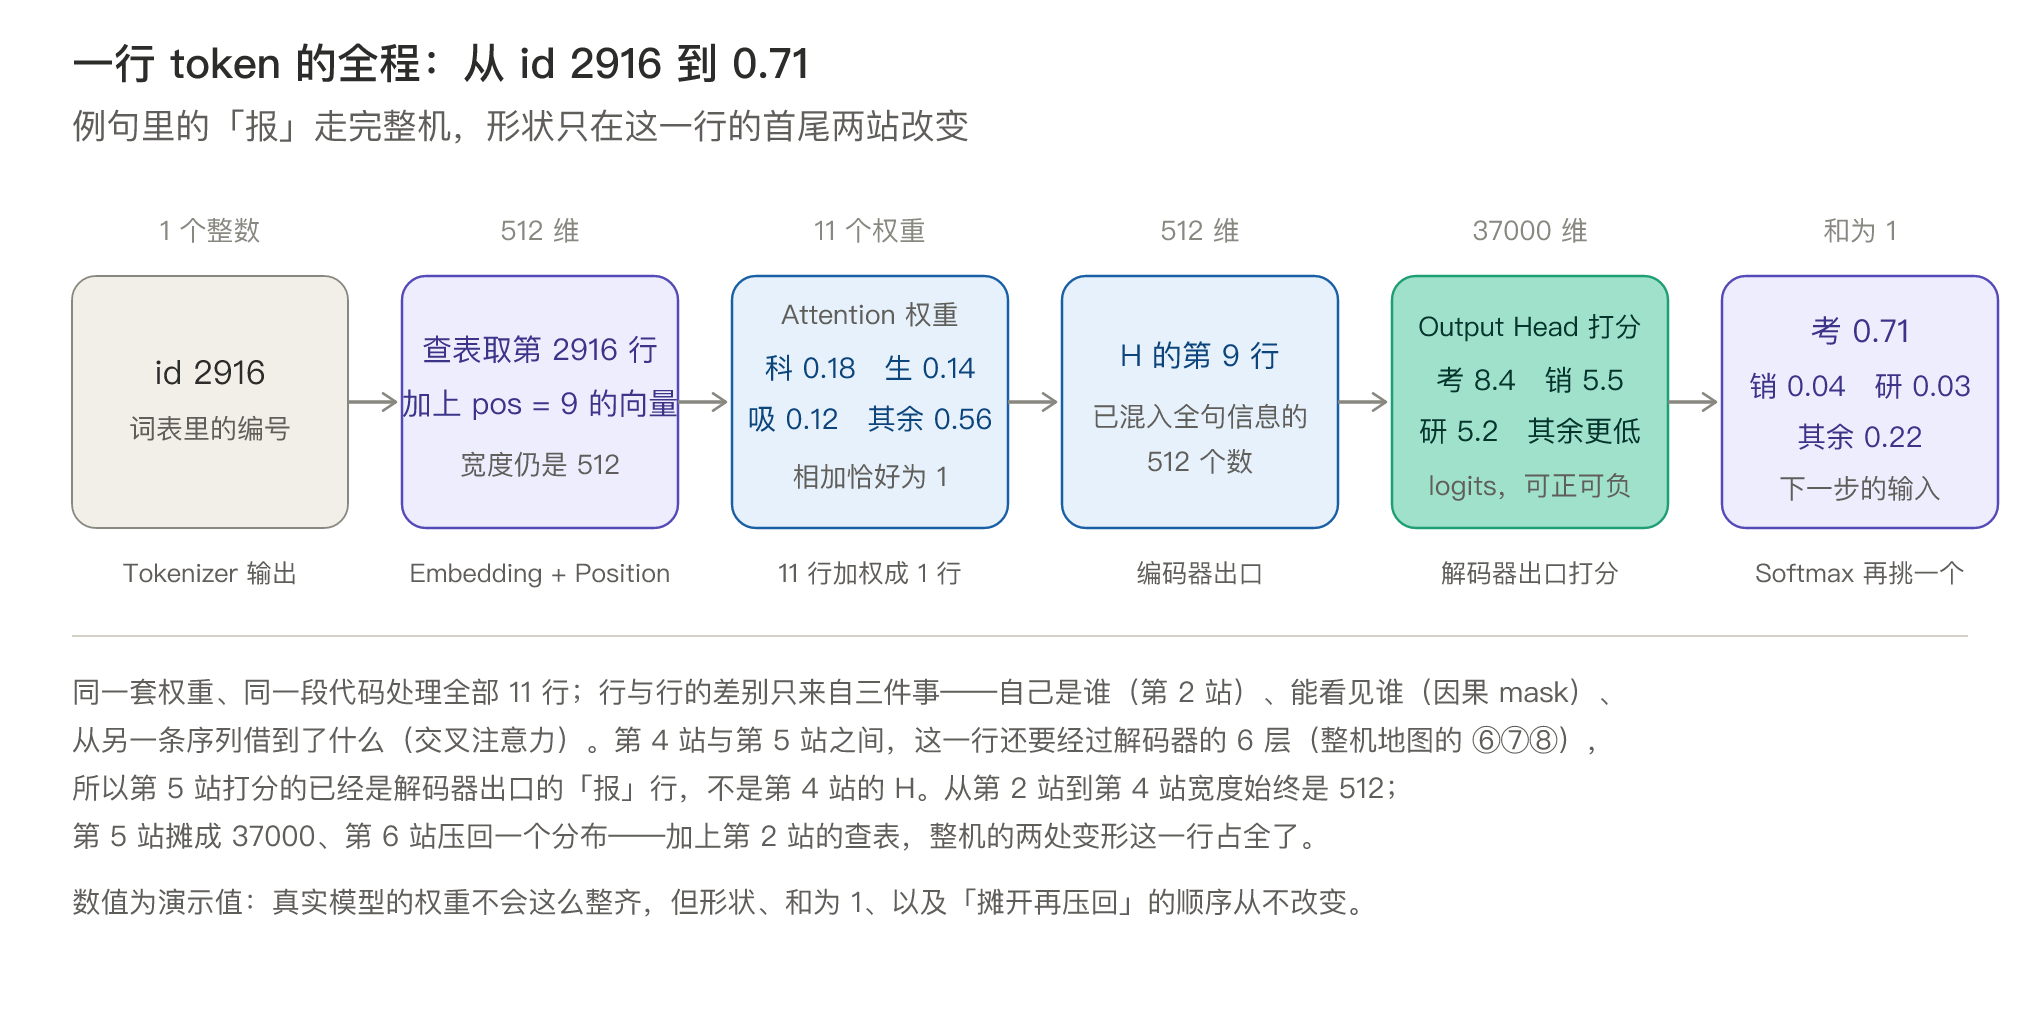 一行 token 的全程：从 id 2916 到 0.71
例句里的「报」走完整机，形状只在这一行的首尾两站改变
1 个整数
512 维
11 个权重
512 维
37000 维
和为 1
id 2916
词表里的编号
查表取第 2916 行
加上 pos = 9 的向量
宽度仍是 512
Attention 权重
科 0.18 生 0.14
吸 0.12 其余 0.56
相加恰好为 1
H 的第 9 行
已混入全句信息的
512 个数
Output Head 打分
考 8.4 销 5.5
研 5.2 其余更低
logits，可正可负
考 0.71
销 0.04 研 0.03
其余 0.22
下一步的输入
Tokenizer 输出
Embedding + Position
11 行加权成 1 行
编码器出口
解码器出口打分
Softmax 再挑一个
同一套权重、同一段代码处理全部 11 行；行与行的差别只来自三件事——自己是谁（第 2 站）、能看见谁（因果 mask）、
从另一条序列借到了什么（交叉注意力）。第 4 站与第 5 站之间，这一行还要经过解码器的 6 层（整机地图的 ⑥⑦⑧），
所以第 5 站打分的已经是解码器出口的「报」行，不是第 4 站的 H。从第 2 站到第 4 站宽度始终是 512；
第 5 站摊成 37000、第 6 站压回一个分布——加上第 2 站的查表，整机的两处变形这一行占全了。
数值为演示值：真实模型的权重不会这么整齐，但形状、和为 1、以及「摊开再压回」的顺序从不改变。